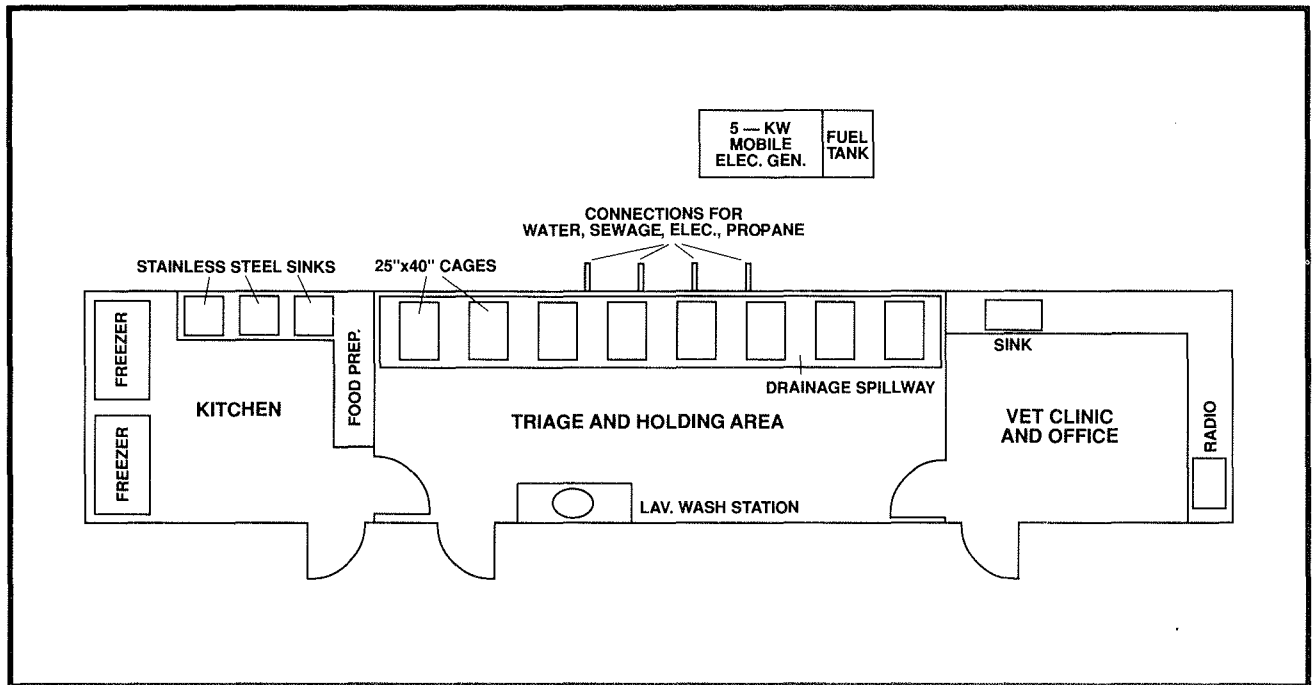 5 — KW
MOBILE
ELEC. GEN.
FUEL
TANK
CONNECTIONS FOR
WATER, SEWAGE, ELEC., PROPANE
STAINLESS STEEL SINKS
25"x40" CAGES
FREEZER
FREEZER
KITCHEN
FOOD PREP.
DRAINAGE SPILLWAY
TRIAGE AND HOLDING AREA
LAV. WASH STATION
SINK
VET CLINIC
AND OFFICE
RADIO